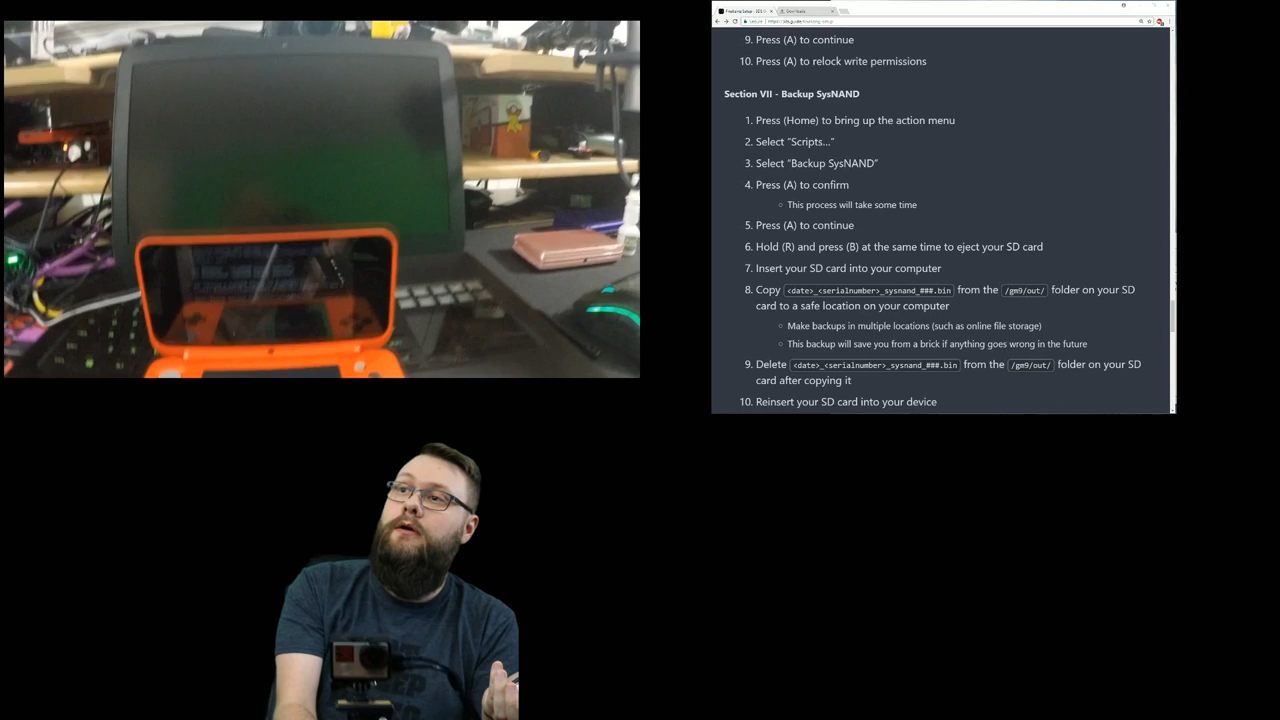 9. Press (A) to continue
10. Press (A) to relock write permissions
Section VII - Backup SysNAND
1. Press (Home) to bring up the action menu
2. Select “Scripts...”
3. Select “Backup SysNAND”
4. Press (A) to confirm
This process will take some time
5. Press (A) to continue
6. Hold (R) and press (B) at the same time to eject your SD card
7. Insert your SD card into your computer
8. Copy <date>_<serialnumber>_sysnand_###.bin from the /gm9/out/ folder on your SD
card to a safe location on your computer
Make backups in multiple locations (such as online file storage)
This backup will save you from a brick if anything goes wrong in the future
9. Delete <date>_<serialnumber>_sysnand_###.bin from the /gm9/out/ folder on your SD
card after copying it
10. Reinsert your SD card into your device